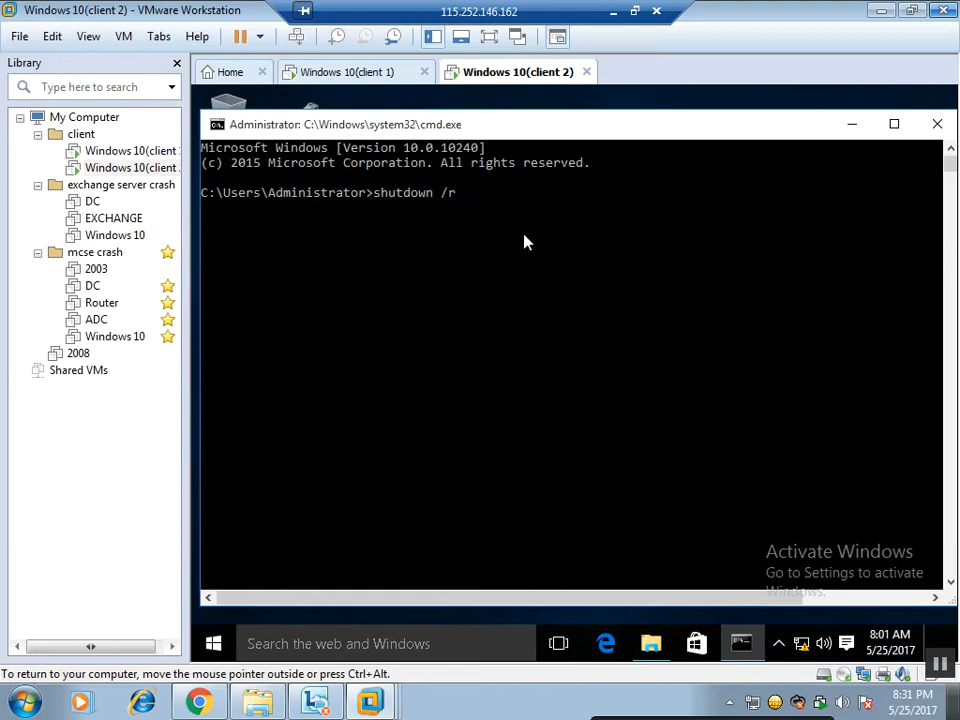 Windows 10(client 2) - VMware Workstation
115.252.146.162
File Edit View VM Tabs Help
Library
Type here to search
My Computer
client
Windows 10(client
Windows 10(client
exchange server crash
DC
EXCHANGE
Windows 10
mcse crash
2003
DC
Router
ADC
Windows 10
2008
Shared VMs
Home
Windows 10(client 1)
Windows 10(client 2)
Administrator: C:\Windows\system32\cmd.exe
Microsoft Windows [Version 10.0.10240]
(c) 2015 Microsoft Corporation. All rights reserved.
C:\Users\Administrator>shutdown /r
Activate Windows
Go to Settings to activate
Windows.
Search the web and Windows
8:01 AM
5/25/2017
To return to your computer, move the mouse pointer outside or press Ctrl+Alt.
8:31 PM
5/25/2017